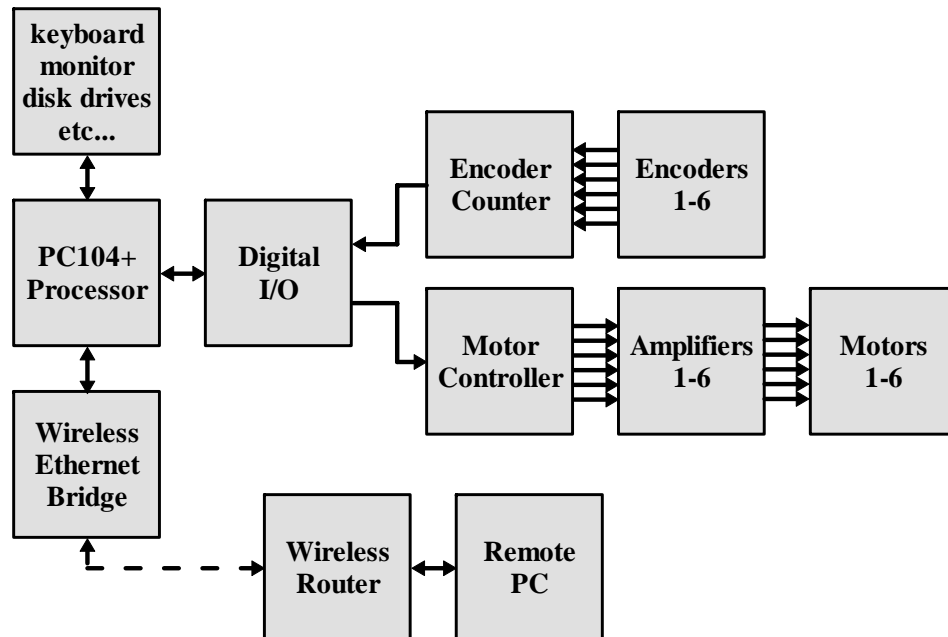 keyboard
monitor
disk drives
etc...
Encoder
Counter
Encoders
1-6
PC104+
Processor
Digital
I/O
Motor
Controller
Amplifiers
1-6
Motors
1-6
Wireless
Ethernet
Bridge
Wireless
Router
Remote
PC